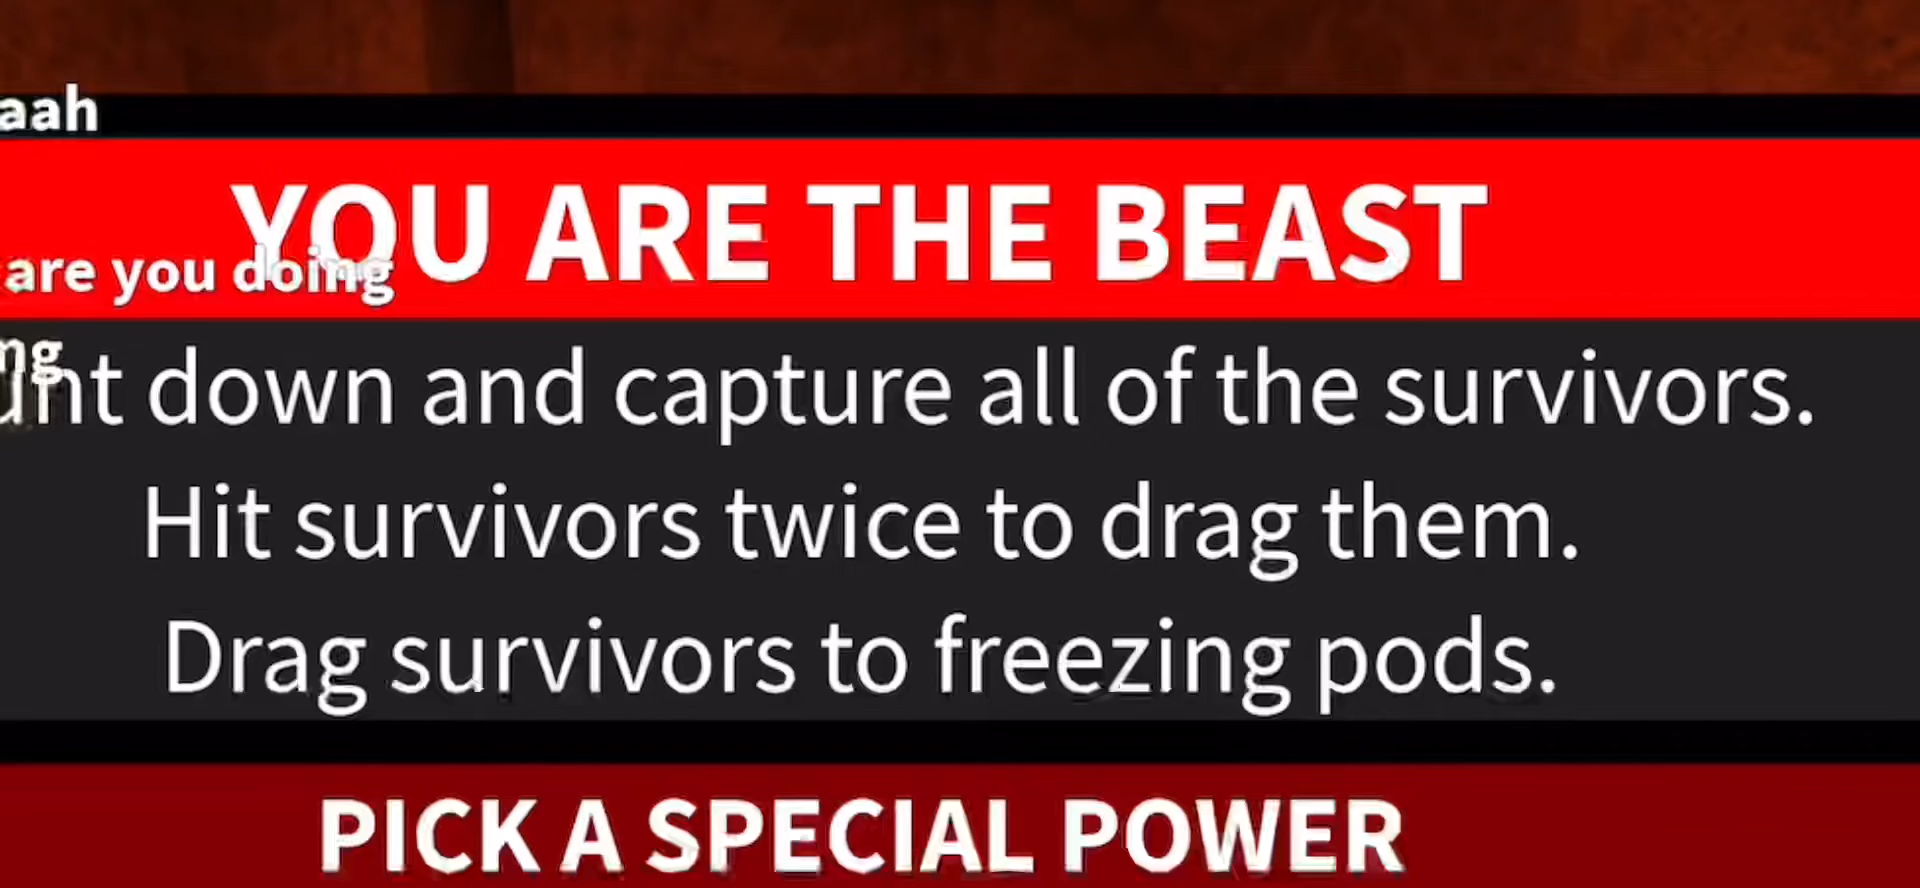 aah
YOU ARE THE BEAST
are you doing
down and capture all of the survivors.
Hit survivors twice to drag them.
Drag survivors to freezing pods.
PICK A SPECIAL POWER